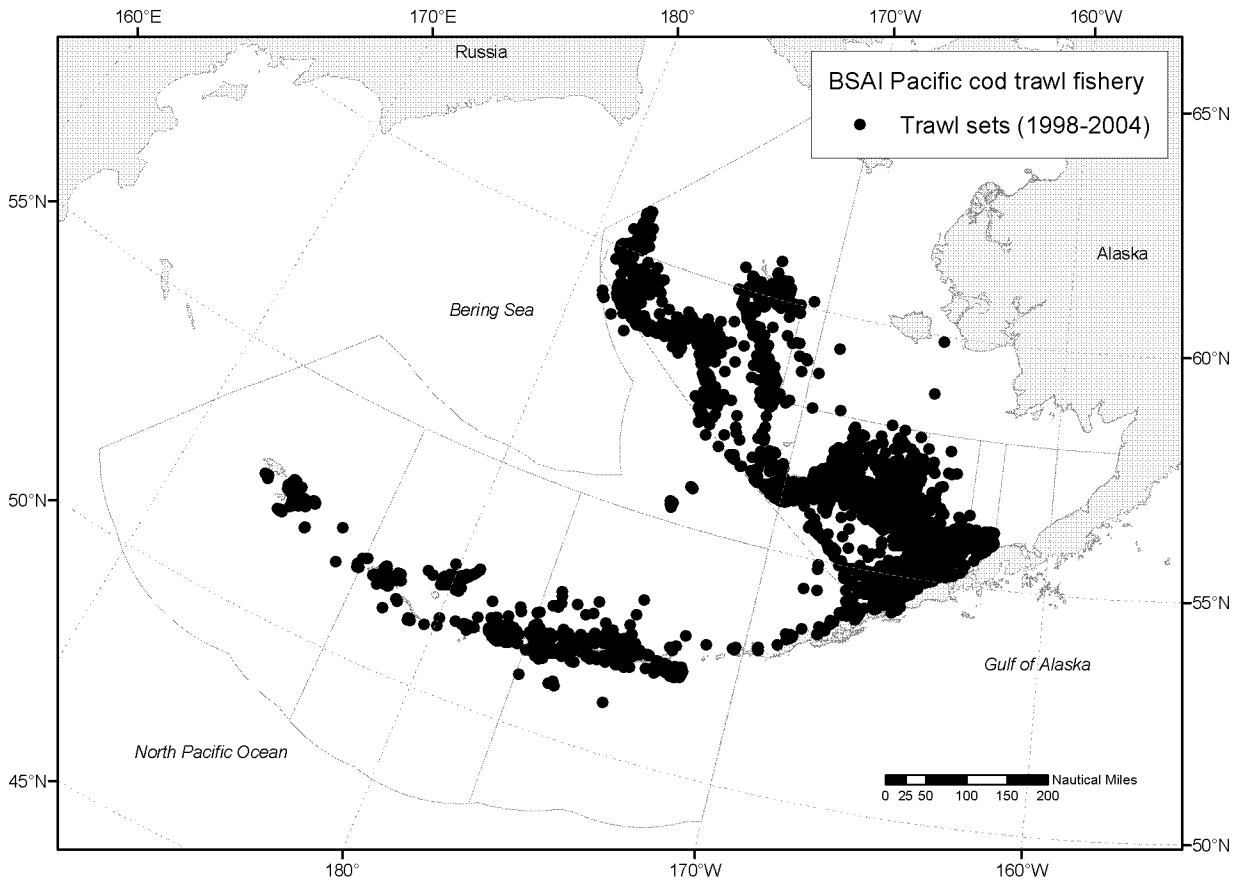 160°E
170°E
180°
170°W
160°W
Russia
BSAI Pacific cod trawl fishery
Trawl sets (1998-2004)
65°N
55°N
Alaska
Bering Sea
60°N
50°N
55°N
Gulf of Alaska
North Pacific Ocean
45°N
Nautical Miles
0 25 50 100 150 200
50°N
180°
170°W
160°W